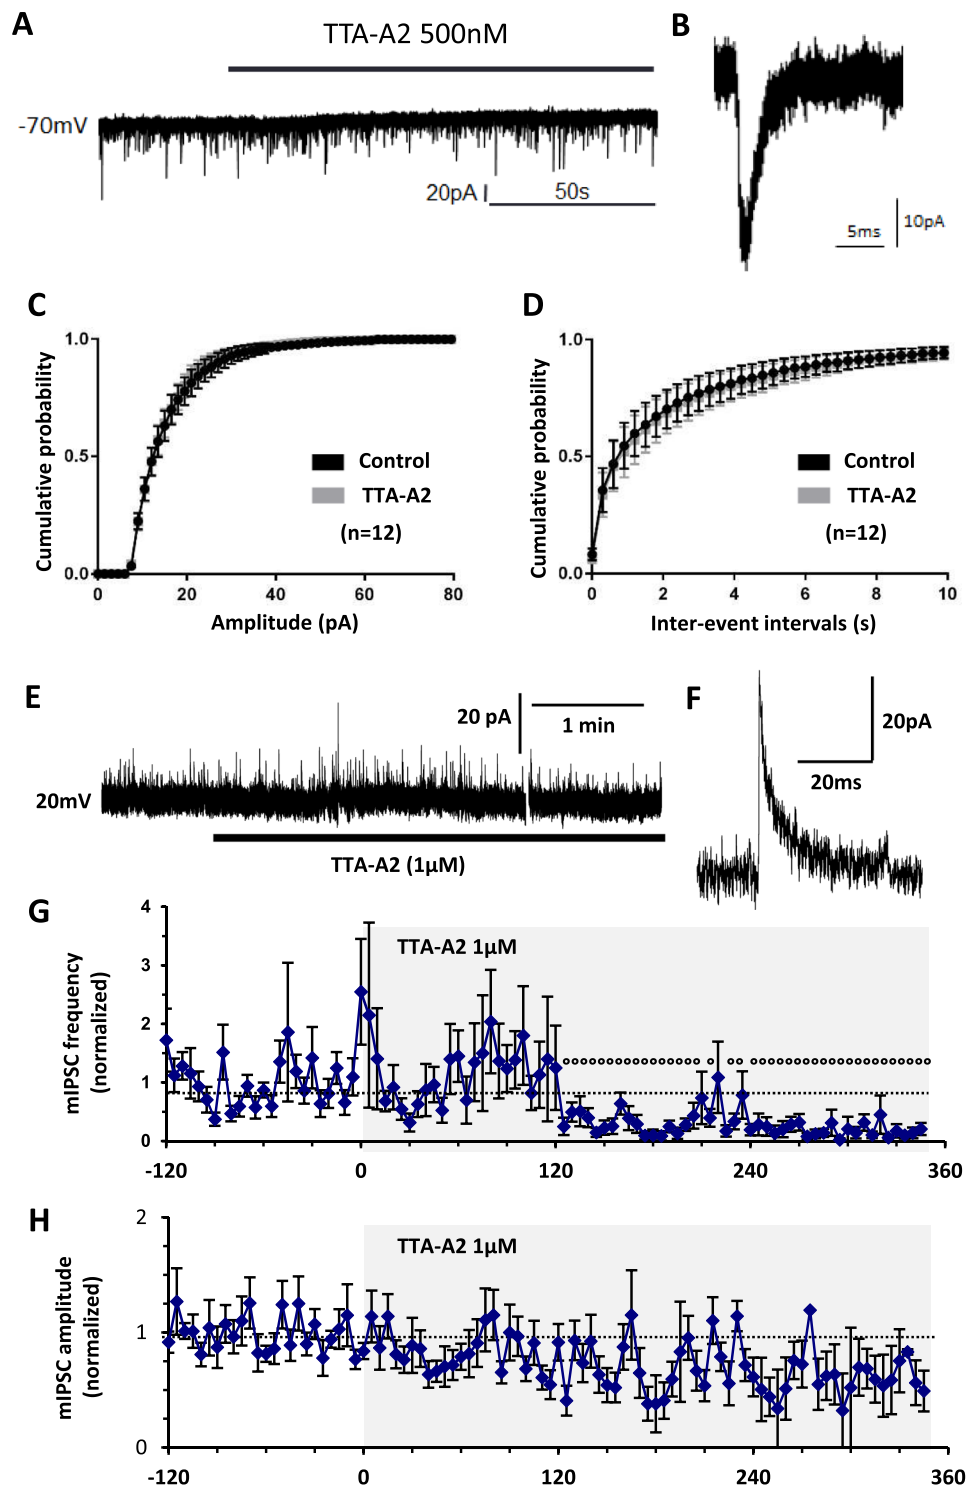 A
TTA-A2 500nM
-70mV
20pA
50s
B
5ms
10pA
C
Cumulative probability
1.0
0.5
0.0
0
20
40
60
80
Amplitude (pA)
Control
TTA-A2
(n=12)
D
Cumulative probability
1.0
0.5
0.0
0
2
4
6
8
10
Inter-event intervals (s)
Control
TTA-A2
(n=12)
E
20 pA
1 min
20mV
TTA-A2 (1µM)
F
20pA
20ms
G
mIPSC frequency
(normalized)
4
3
2
1
0
-120
0
120
240
360
TTA-A2 1µM
H
mIPSC amplitude
(normalized)
2
1
0
-120
0
120
240
360
TTA-A2 1µM